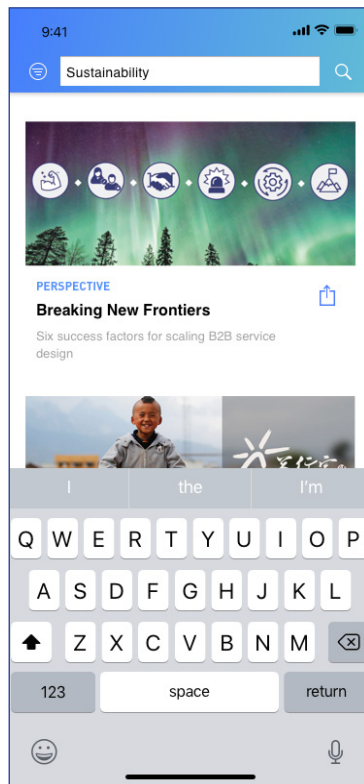 9:41
Sustainability
PERSPECTIVE
Breaking New Frontiers
Six success factors for scaling B2B service
design
I the I'm
Q W E R T Y U I O P
A S D F G H J K L
Z X C V B N M
123 space return